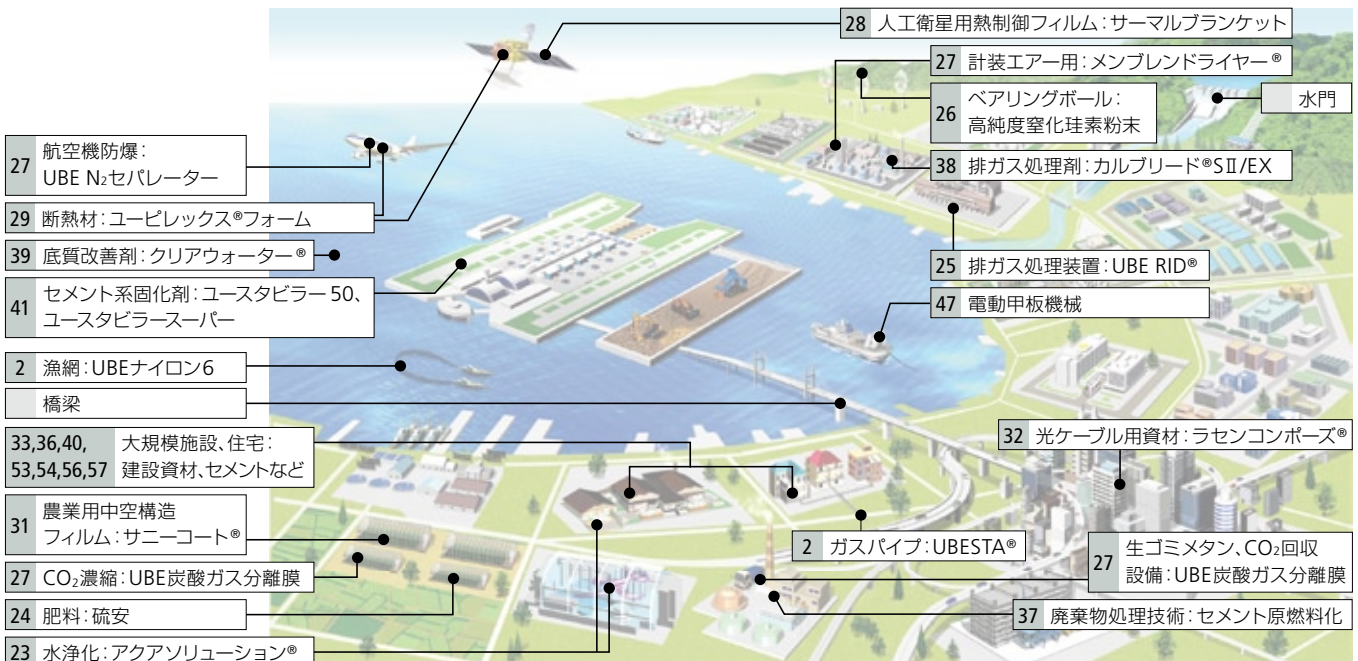 28 人工衛星用熱制御フィルム：サーマルブランケット
27 計装エアー用：メンブレンドライヤー®
26 ベアリングボール：
高純度窒化珪素粉末
水門
38 排ガス処理剤：カルブリード®SⅡ/EX
25 排ガス処理装置：UBE RID®
47 電動甲板機械
27 航空機防爆：
UBE N₂セパレーター
29 断熱材：ユーピレックス®フォーム
39 底質改善剤：クリアウォーター®
41 セメント系固化剤：ユースタビラー50、
ユースタビラースーパー
2 漁網：UBEナイロン6
橋梁
33,36,40, 大規模施設、住宅：
53,54,56,57 建設資材、セメントなど
31 農業用中空構造
フィルム：サニーコート®
27 CO₂濃縮：UBE炭酸ガス分離膜
24 肥料：硫安
23 水浄化：アクアソリューション®
32 光ケーブル用資材：ラセンコンポーズ®
2 ガスパイプ：UBESTA®
27 生ゴミメタン、CO₂回収
設備：UBE炭酸ガス分離膜
37 廃棄物処理技術：セメント原燃料化